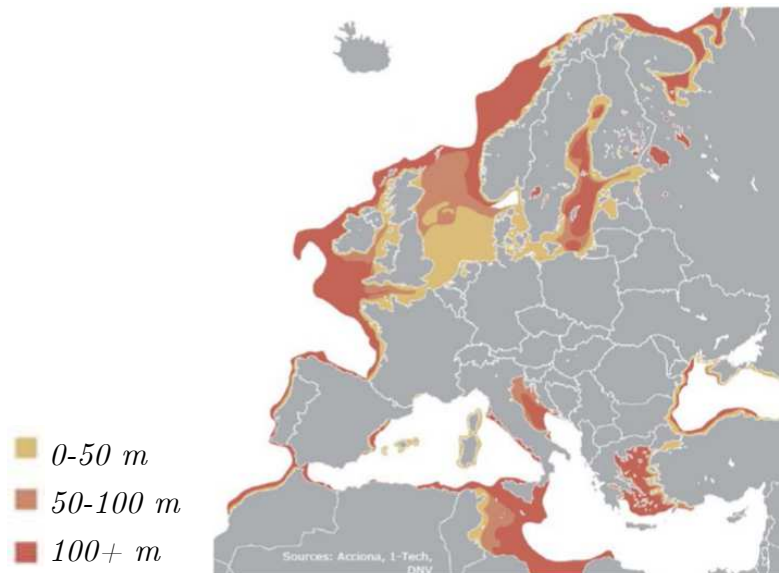 0-50 m
50-100 m
100+ m
Sources: Acciona, 1-Tech,
DNV